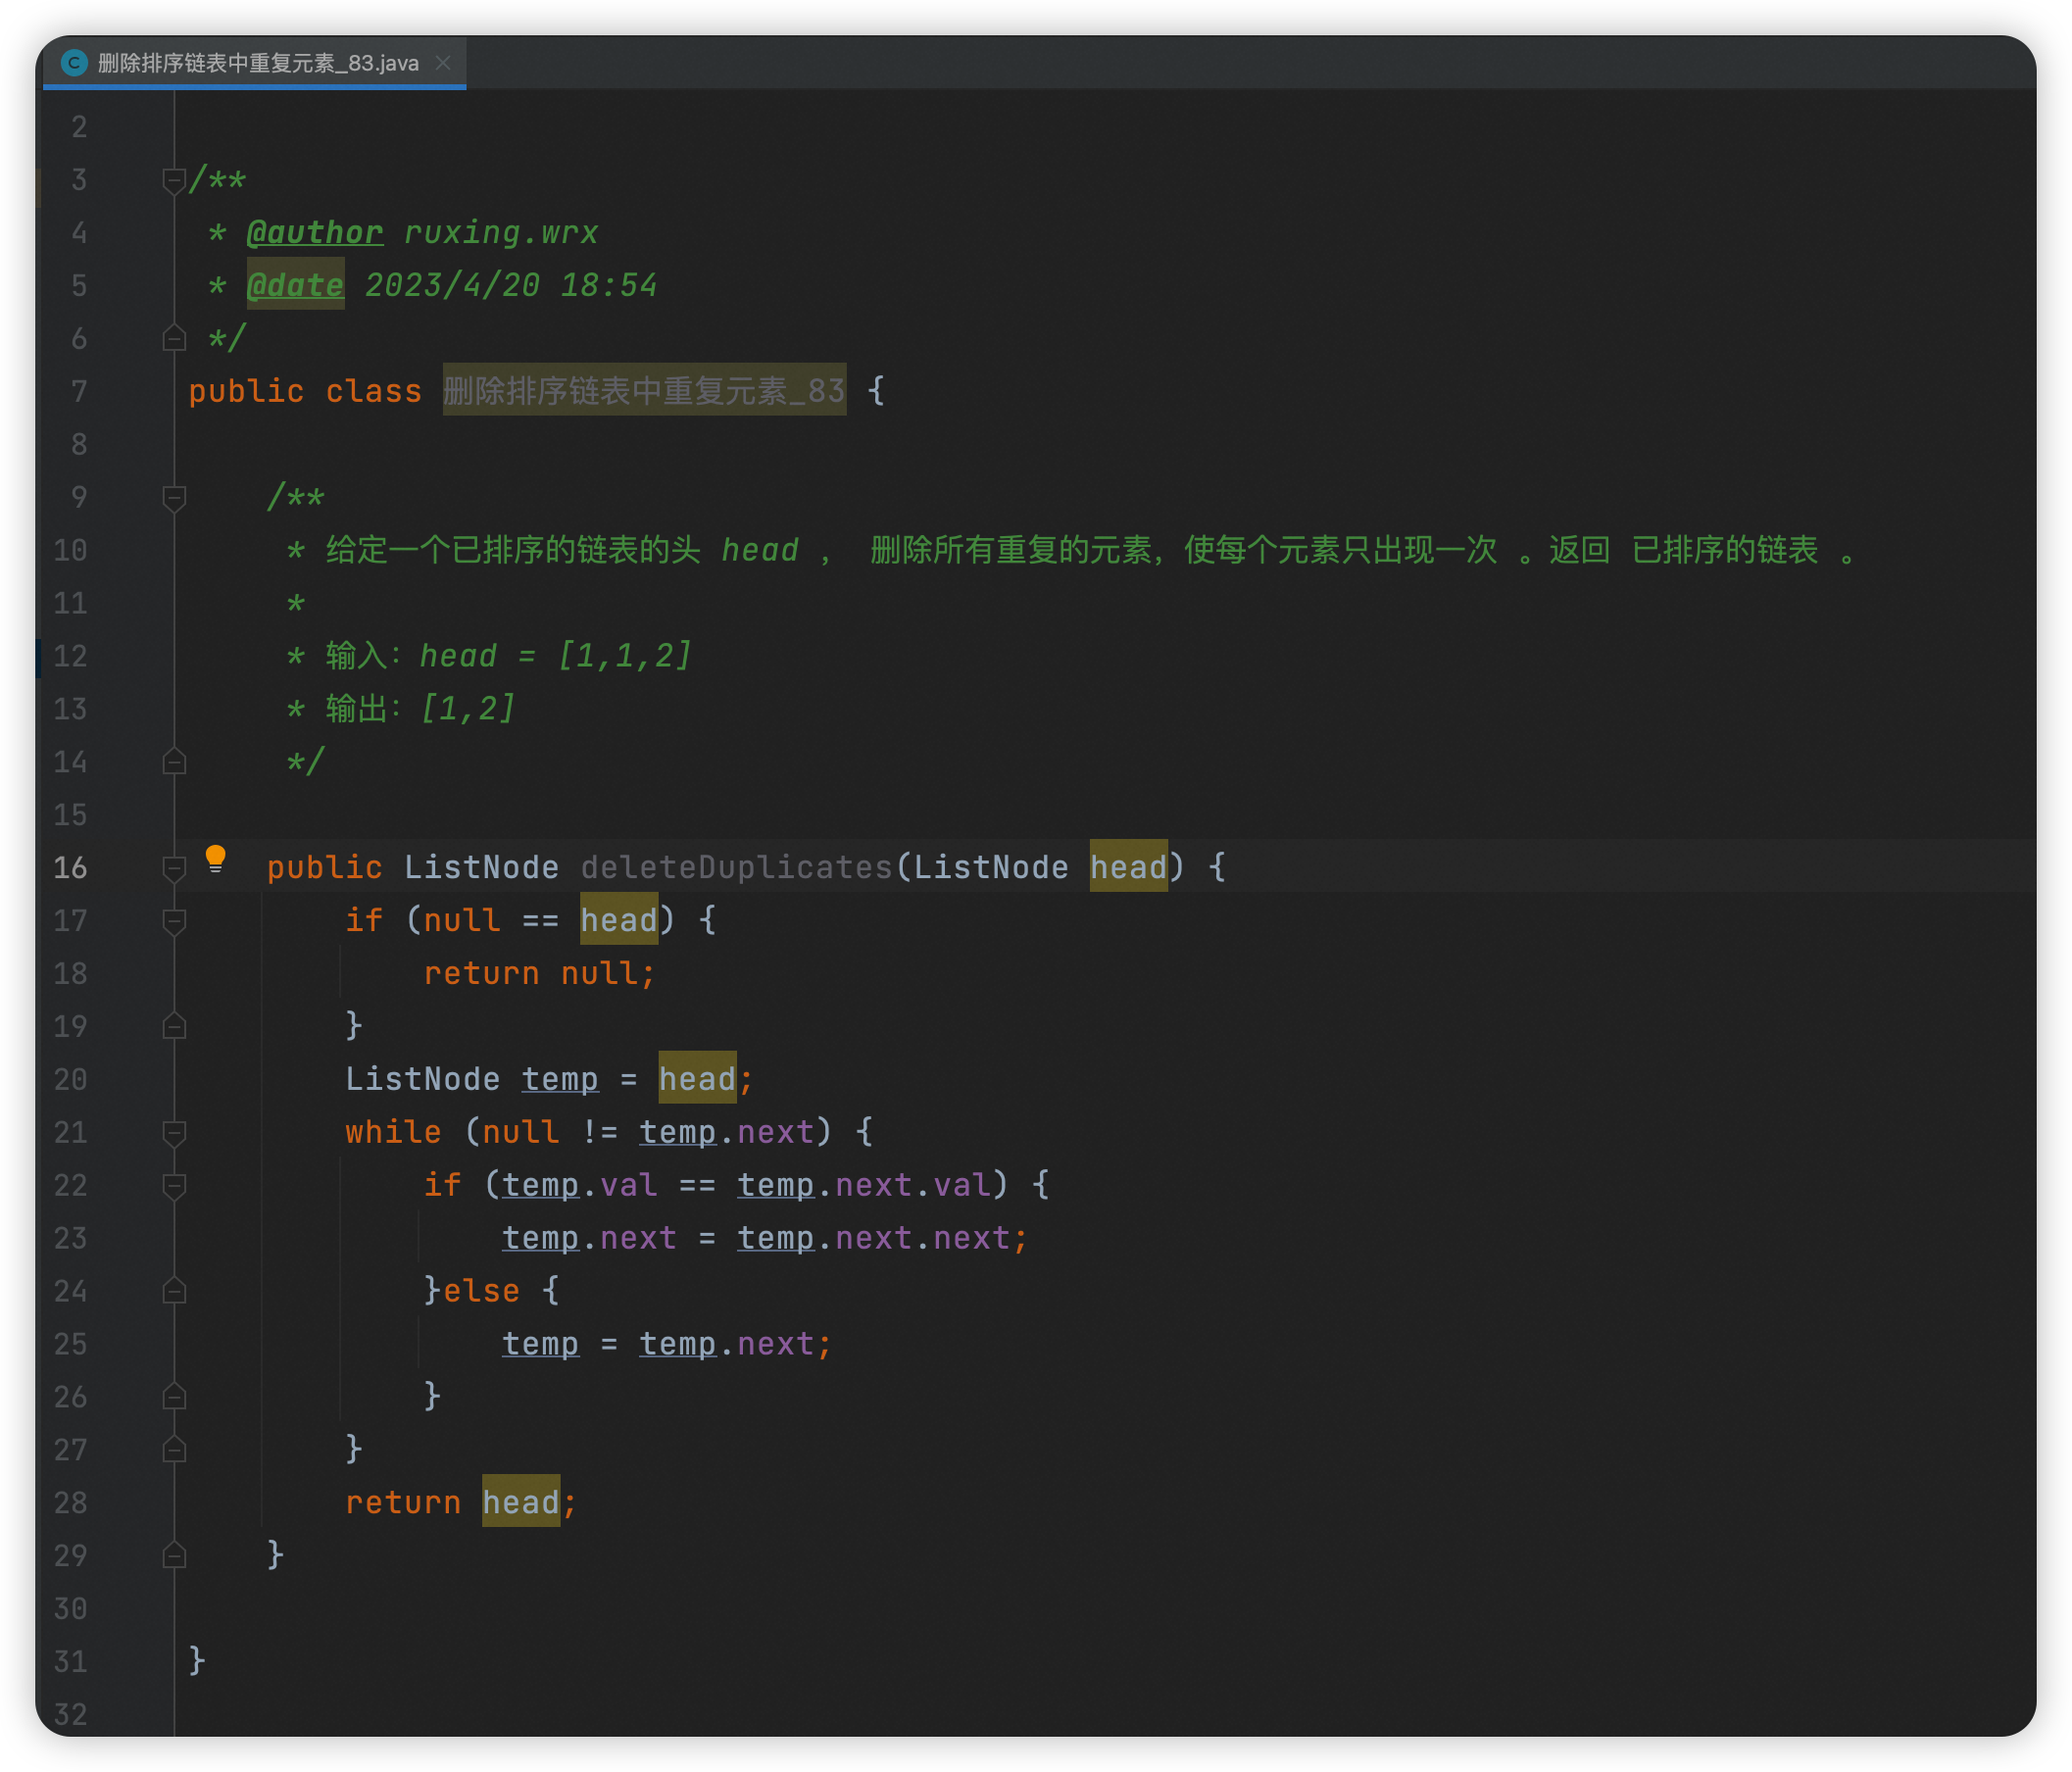 删除排序链表中重复元素_83.java
2
3 /**
4  * @author ruxing.wrx
5  * @date 2023/4/20 18:54
6  */
7 public class 删除排序链表中重复元素_83 {
8
9     /**
10      * 给定一个已排序的链表的头 head ， 删除所有重复的元素，使每个元素只出现一次 。返回 已排序的链表 。
11      *
12      * 输入：head = [1,1,2]
13      * 输出：[1,2]
14      */
15
16     public ListNode deleteDuplicates(ListNode head) {
17         if (null == head) {
18             return null;
19         }
20         ListNode temp = head;
21         while (null != temp.next) {
22             if (temp.val == temp.next.val) {
23                 temp.next = temp.next.next;
24             }else {
25                 temp = temp.next;
26             }
27         }
28         return head;
29     }
30
31 }
32